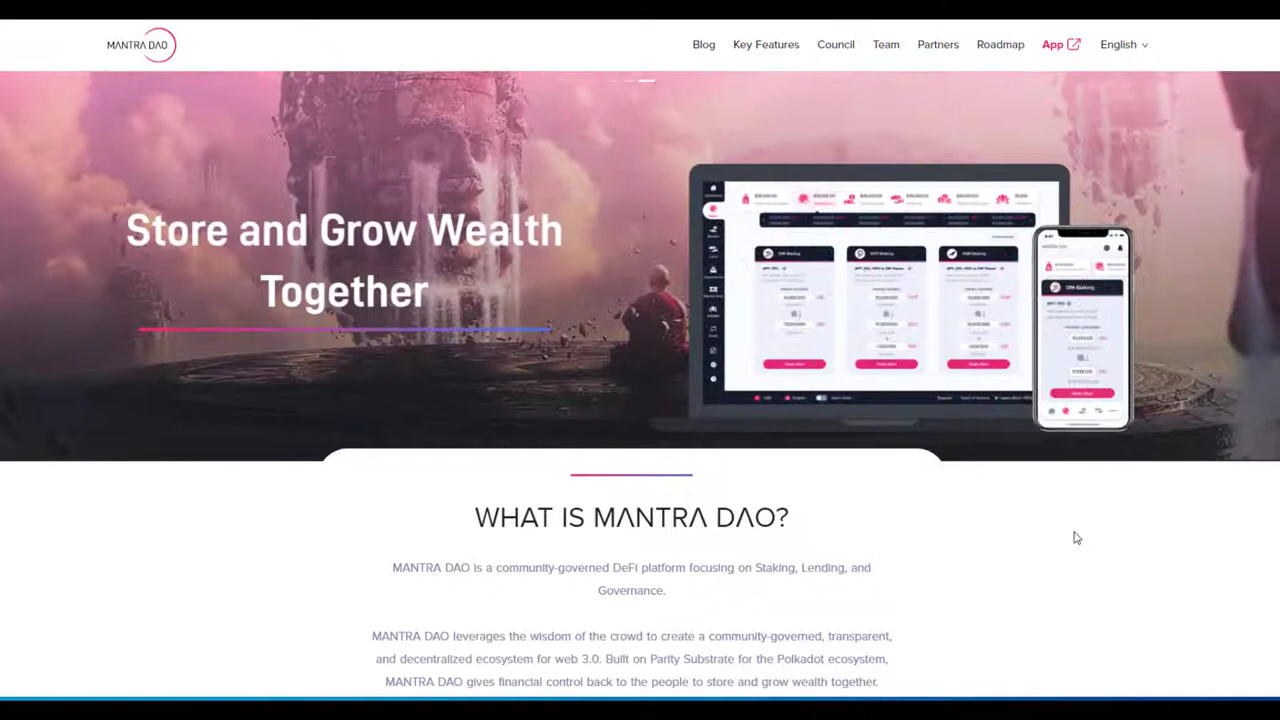 MANTRA DAO
Blog Key Features Council Team Partners Roadmap App English
Store and Grow Wealth
Together
OM Staking
WHAT IS MANTRA DAO?
MANTRA DAO is a community-governed DeFi platform focusing on Staking, Lending, and
Governance.
MANTRA DAO leverages the wisdom of the crowd to create a community-governed, transparent,
and decentralized ecosystem for web 3.0. Built on Parity Substrate for the Polkadot ecosystem,
MANTRA DAO gives financial control back to the people to store and grow wealth together.